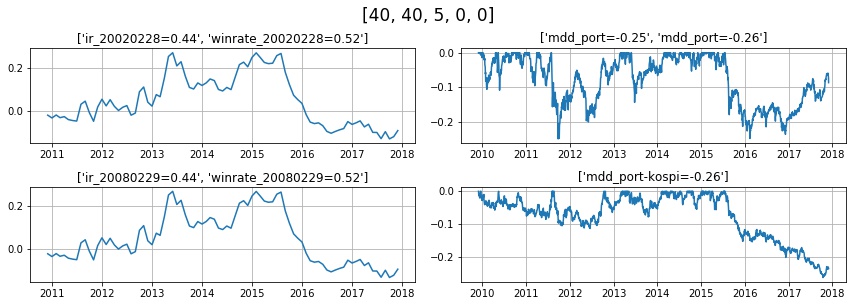 [40, 40, 5, 0, 0]
['ir_20020228=0.44', 'winrate_20020228=0.52']
0.2
0.0
2011 2012 2013 2014 2015 2016 2017 2018
['mdd_port=-0.25', 'mdd_port=-0.26']
0.0
−0.1
−0.2
2010 2011 2012 2013 2014 2015 2016 2017 2018
['ir_20080229=0.44', 'winrate_20080229=0.52']
0.2
0.0
2011 2012 2013 2014 2015 2016 2017 2018
['mdd_port-kospi=-0.26']
0.0
−0.1
−0.2
2010 2011 2012 2013 2014 2015 2016 2017 2018